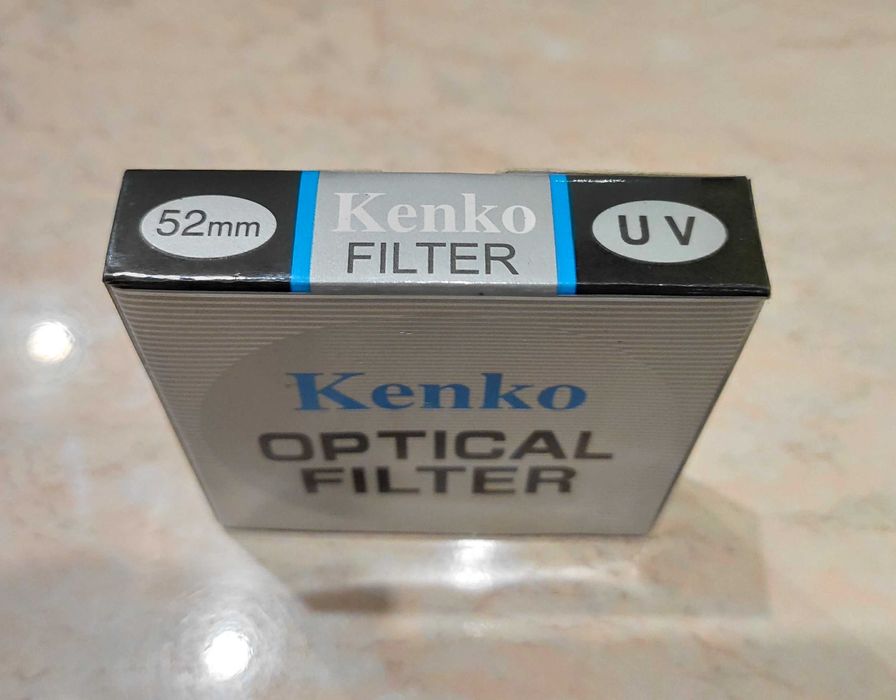 52mm
Kenko
FILTER
UV
Kenko
OPTICAL
FILTER